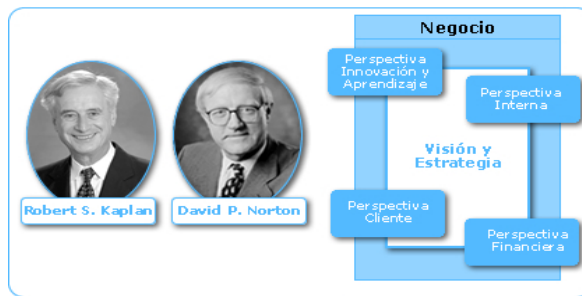 Negocio
Perspectiva
Innovación y
Aprendizaje
Perspectiva
Interna
Visión y
Estrategia
Perspectiva
Cliente
Perspectiva
Financiera
Robert S. Kaplan
David P. Norton